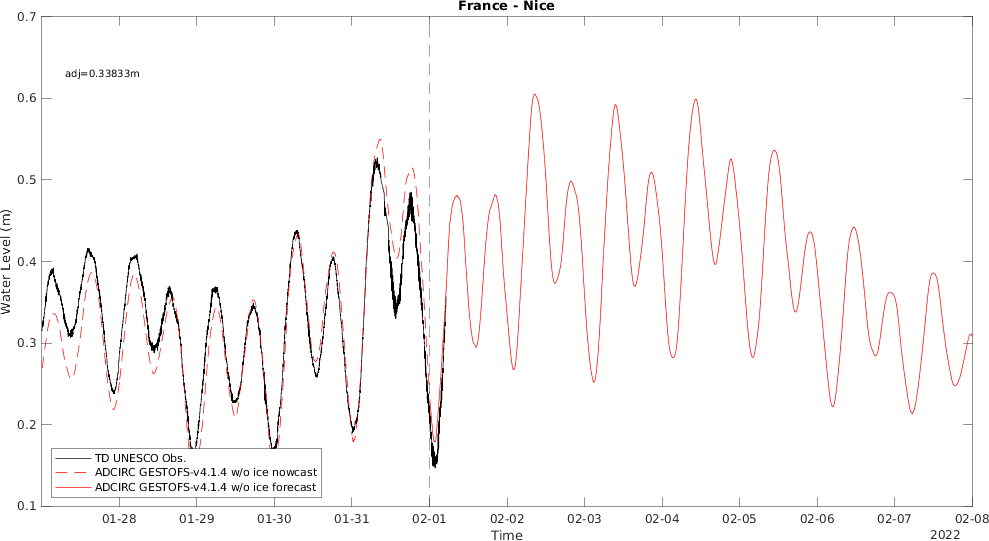 France - Nice
adj=0.33833m
Water Level (m)
0.7
0.6
0.5
0.4
0.3
0.2
0.1
TD UNESCO Obs.
ADCIRC GESTOFS-v4.1.4 w/o ice nowcast
ADCIRC GESTOFS-v4.1.4 w/o ice forecast
01-28 01-29 01-30 01-31 02-01 02-02 02-03 02-04 02-05 02-06 02-07 02-08
Time
2022